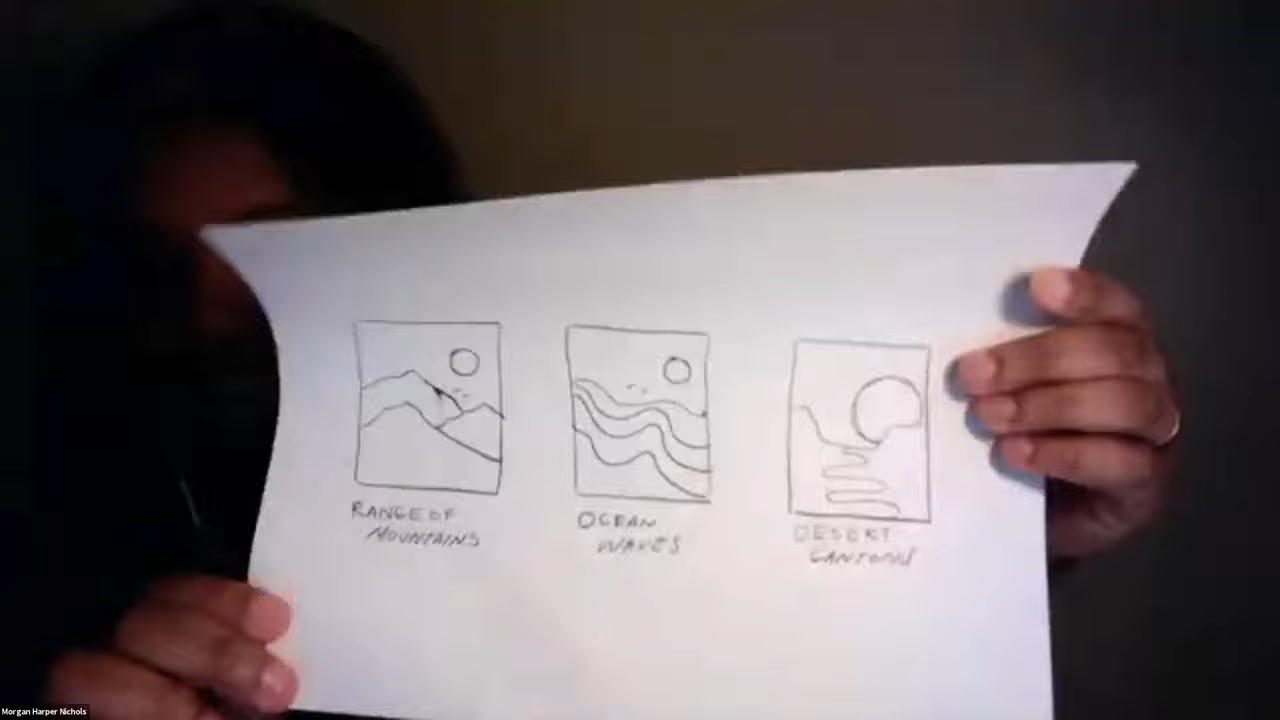 RANGE OF
MOUNTAINS
OCEAN
WAVES
DESERT
CANYONS
Morgan Harper Nichols